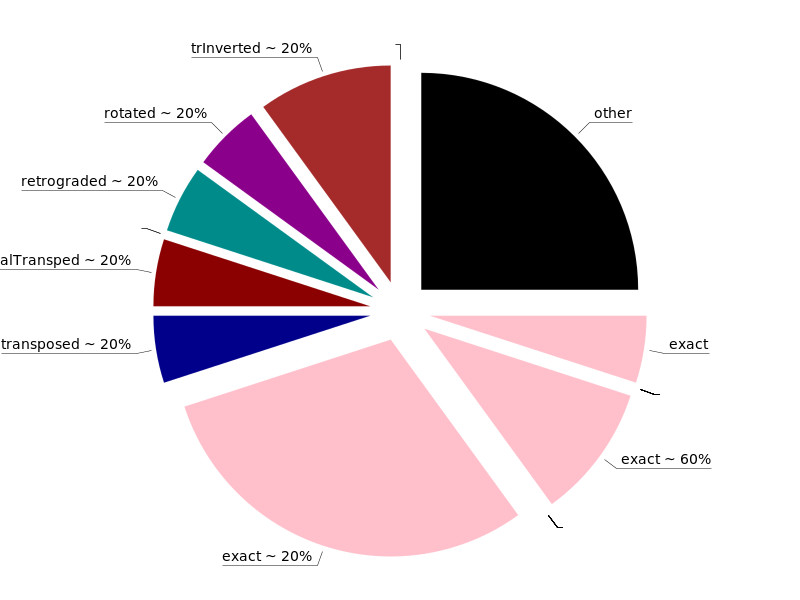 trInverted ~ 20%
other
rotated ~ 20%
retrograded ~ 20%
alTransped ~ 20%
transposed ~ 20%
exact
exact ~ 60%
exact ~ 20%